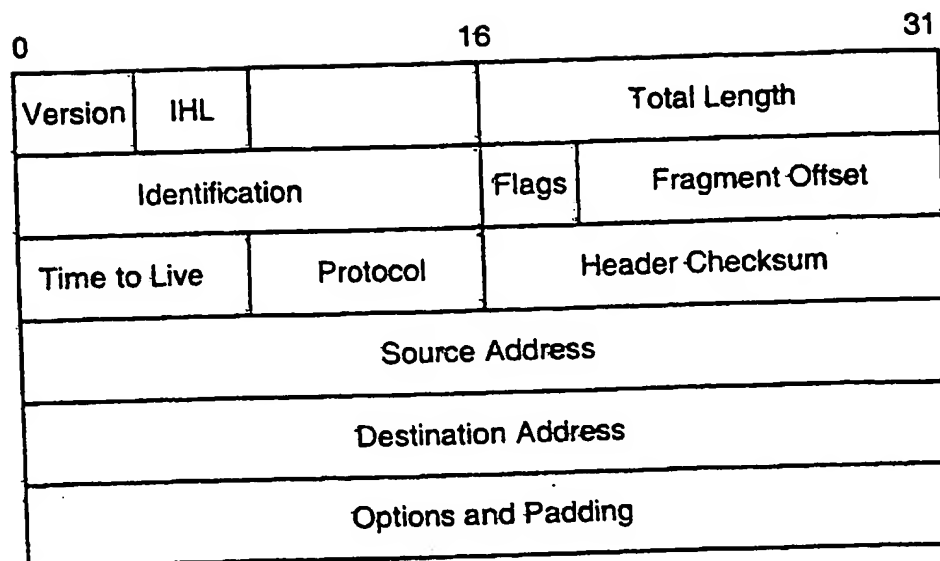 0 16 31
Version IHL Total Length
Identification Flags Fragment Offset
Time to Live Protocol Header Checksum
Source Address
Destination Address
Options and Padding